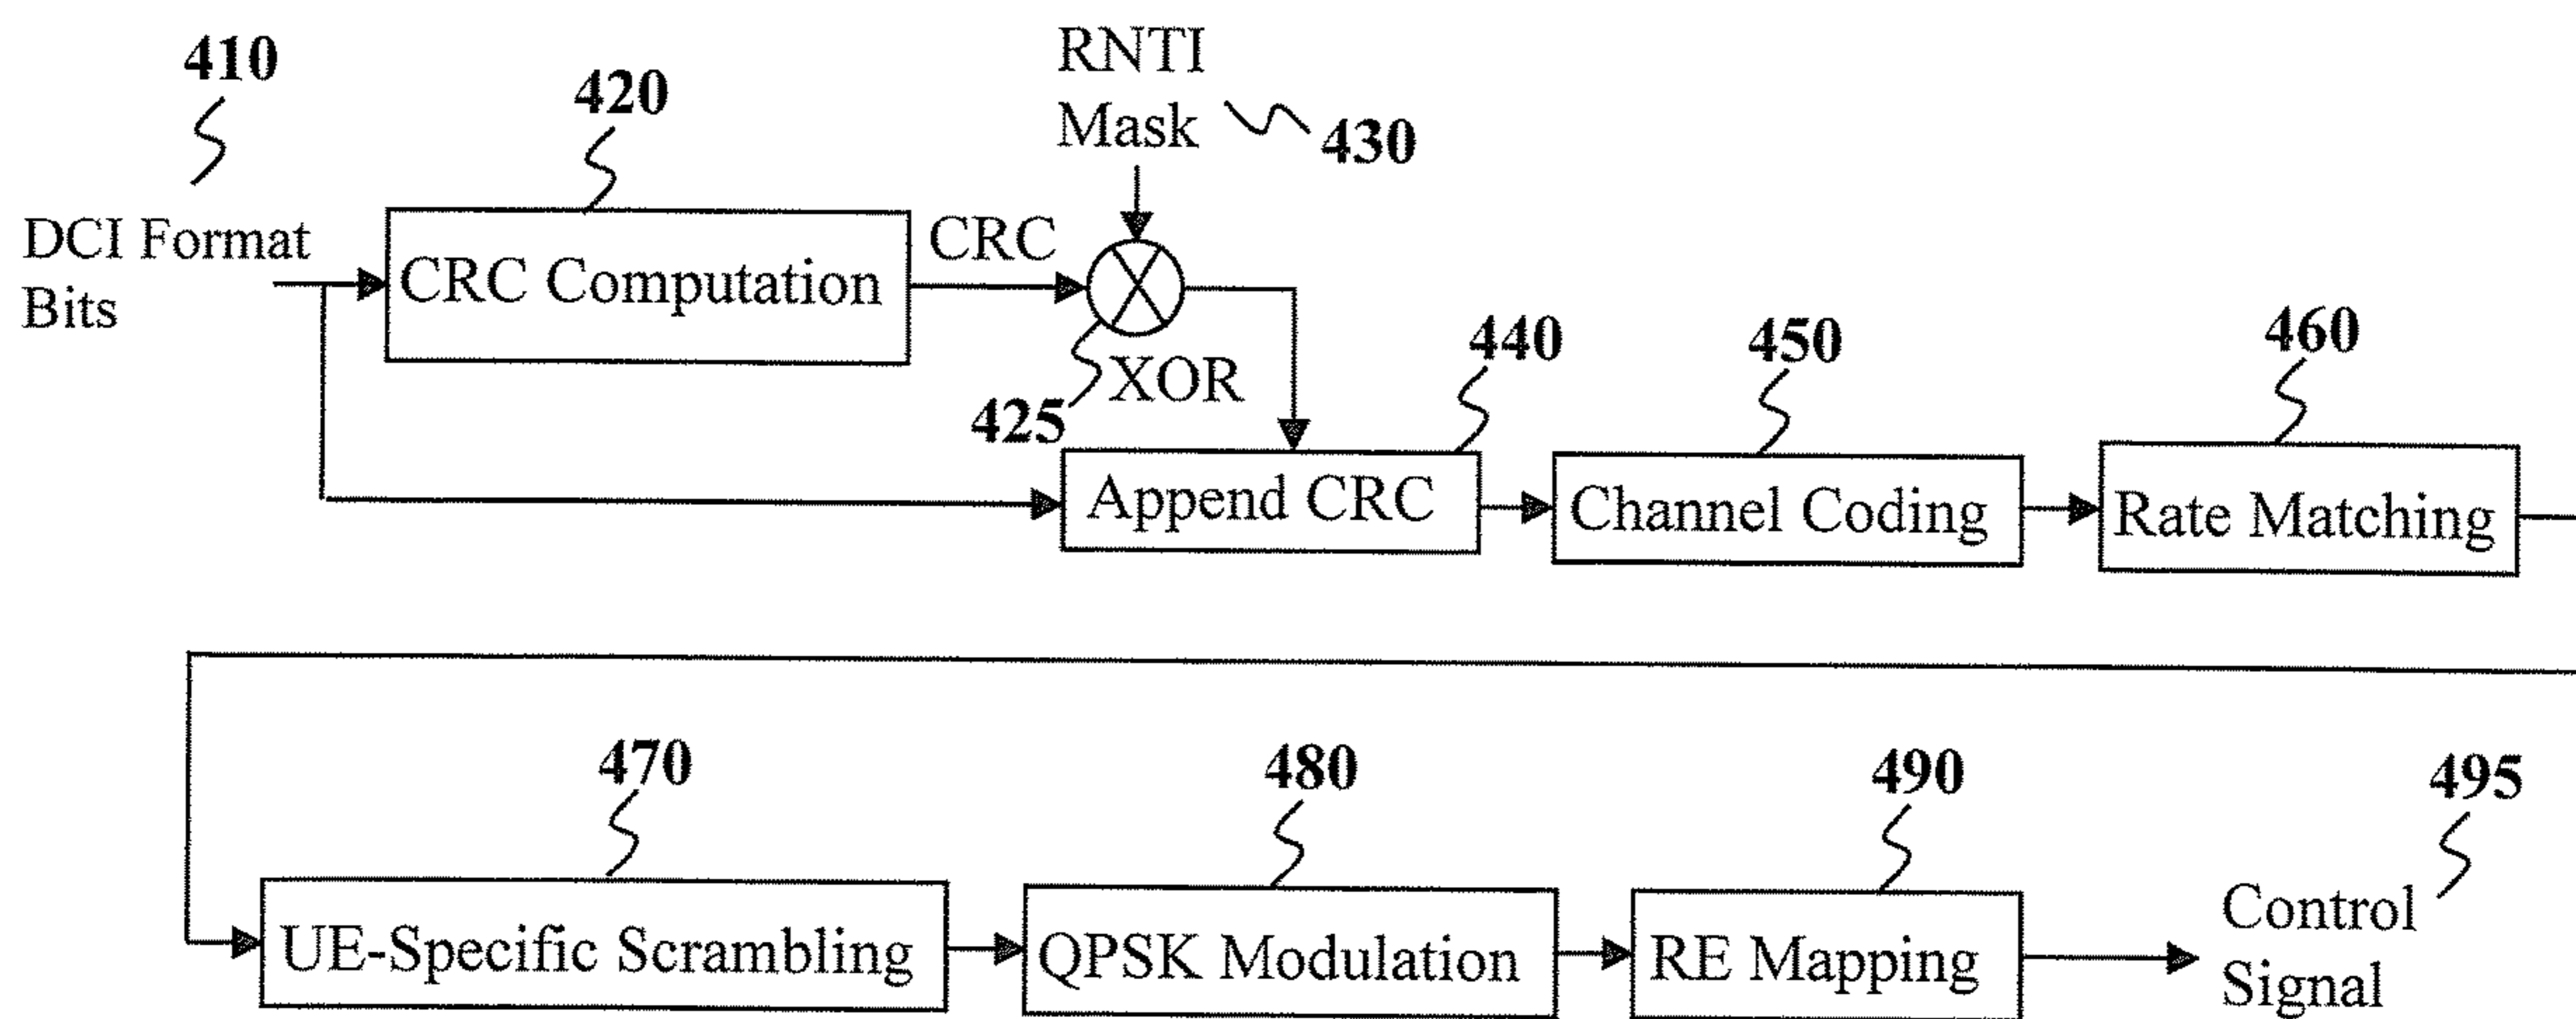 410
420
RNTI
Mask
430
DCI Format
Bits
CRC Computation
CRC
XOR
425
440
450
460
Append CRC
Channel Coding
Rate Matching
470
480
490
495
UE-Specific Scrambling
QPSK Modulation
RE Mapping
Control
Signal